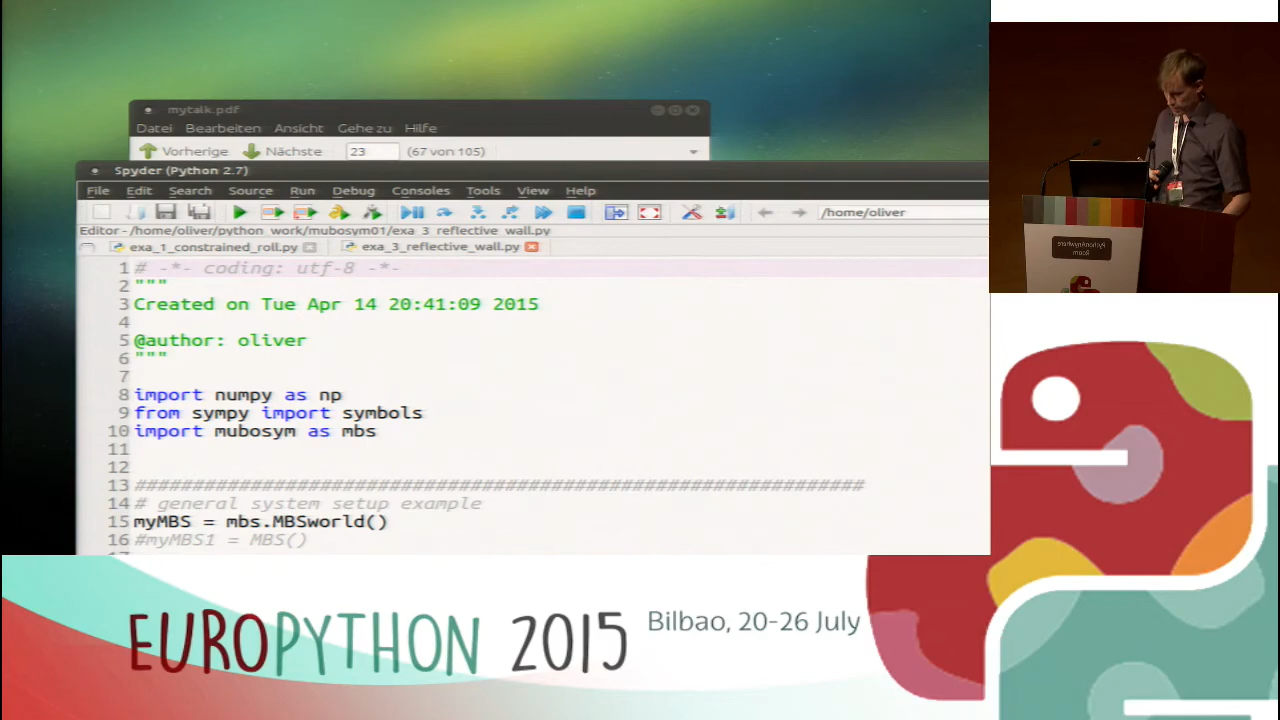 mytalk.pdf
Datei Bearbeiten Ansicht Gehe zu Hilfe
Vorherige Nächste 23 (67 von 105)
Spyder (Python 2.7)
File Edit Search Source Run Debug Consoles Tools View Help
/home/oliver
Editor - /home/oliver/python_work/mubosym01/exa_3_reflective_wall.py
exa_1_constrained_roll.py exa_3_reflective_wall.py
1 # -*- coding: utf-8 -*-
2 """
3 Created on Tue Apr 14 20:41:09 2015
4
5 @author: oliver
6 """
7
8 import numpy as np
9 from sympy import symbols
10 import mubosym as mbs
11
12
13 ###############################################################
14 # general system setup example
15 myMBS = mbs.MBSworld()
16 #myMBS1 = MBS()
PythonAnywhere
Room
EUROPYTHON 2015 Bilbao, 20-26 July